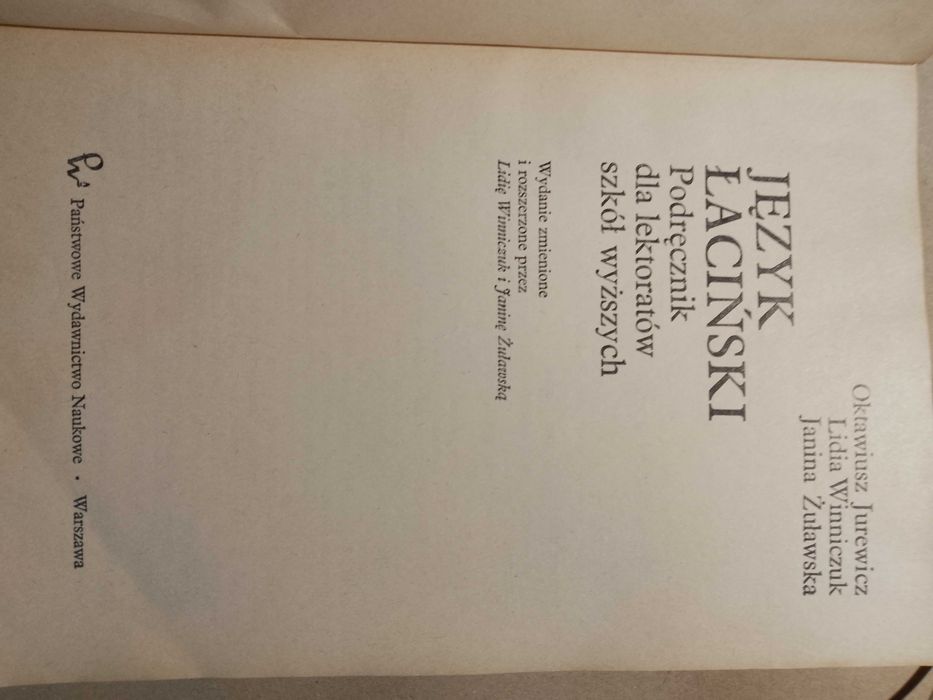 Oktawiusz Jurewicz
Lidia Winniczuk
Janina Żuławska
JĘZYK
ŁACIŃSKI
Podręcznik
dla lektoratów
szkół wyższych
Wydanie zmienione
i rozszerzone przez
Lidię Winniczuk i Janinę Żuławską
Państwowe Wydawnictwo Naukowe • Warszawa